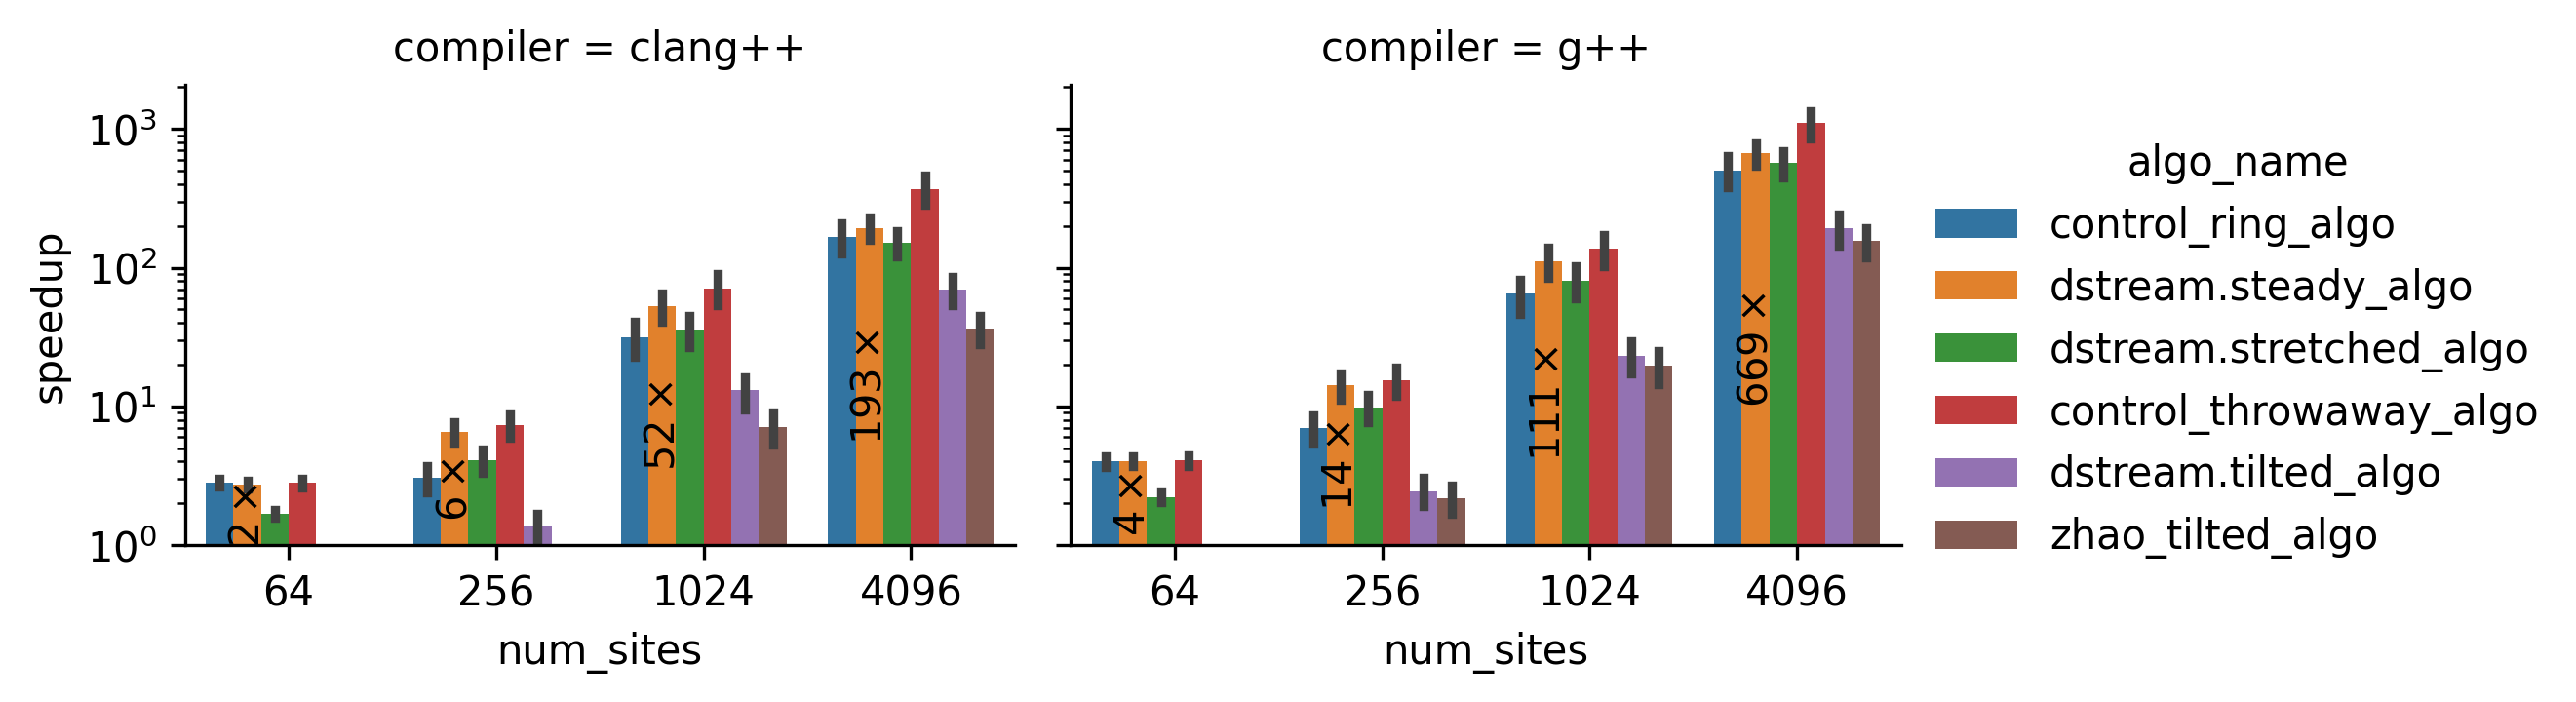 compiler = clang++
compiler = g++
speedup
10³
10²
10¹
10⁰
2×
6×
52×
193×
4×
14×
111×
669×
64
256
1024
4096
64
256
1024
4096
num_sites
num_sites
algo_name
control_ring_algo
dstream.steady_algo
dstream.stretched_algo
control_throwaway_algo
dstream.tilted_algo
zhao_tilted_algo